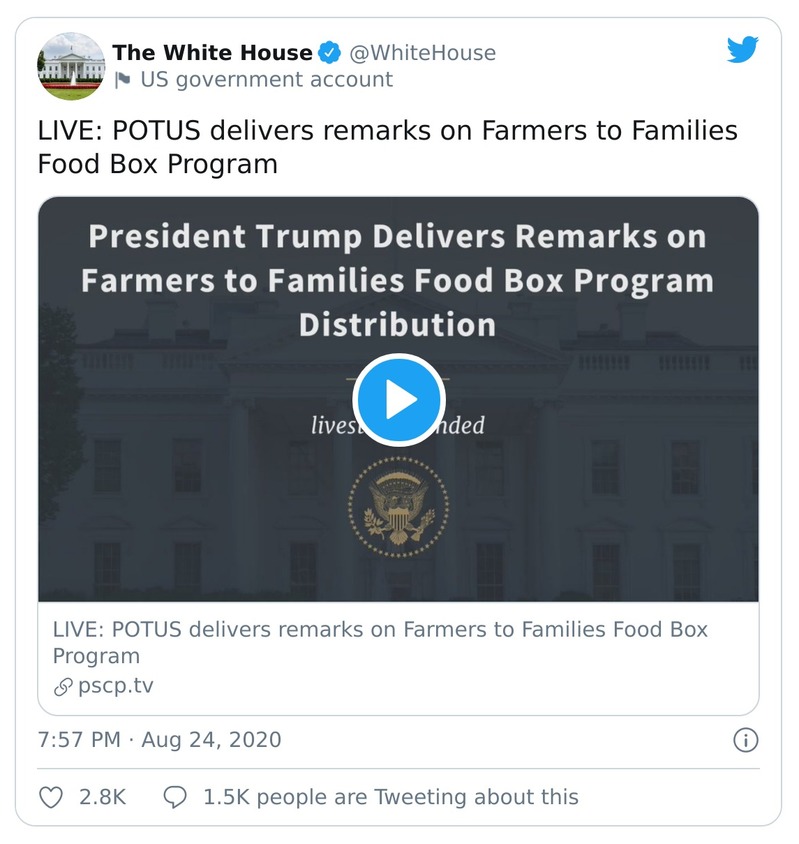 The White House @WhiteHouse
US government account
LIVE: POTUS delivers remarks on Farmers to Families
Food Box Program
President Trump Delivers Remarks on
Farmers to Families Food Box Program
Distribution
LIVE: POTUS delivers remarks on Farmers to Families Food Box
Program
pscp.tv
7:57 PM · Aug 24, 2020
2.8K 1.5K people are Tweeting about this